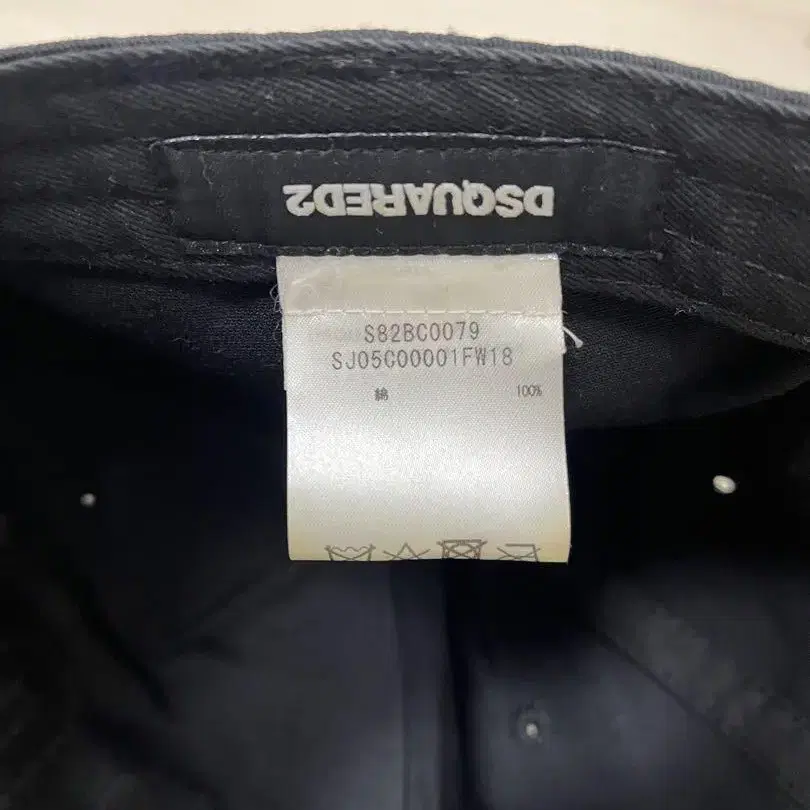 DSQUARED2
S82BC0079
SJ05C00001FW18
綿 100%